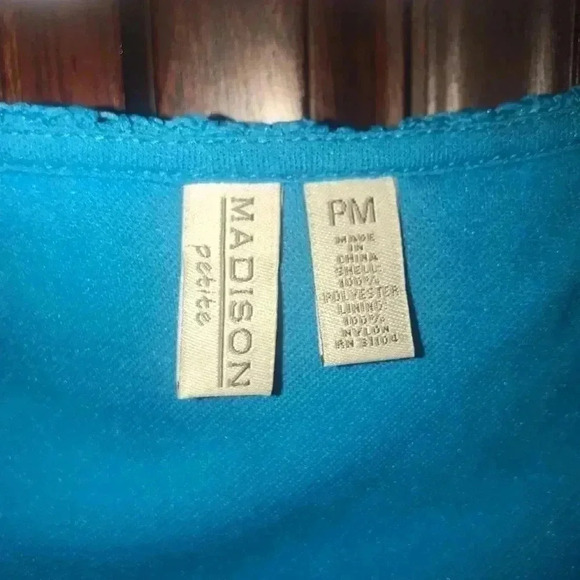 MADISON
petite
PM
MADE
IN
CHINA
SHELL:
100%
POLYESTER
LINING
100%
NYLON
RN 31104